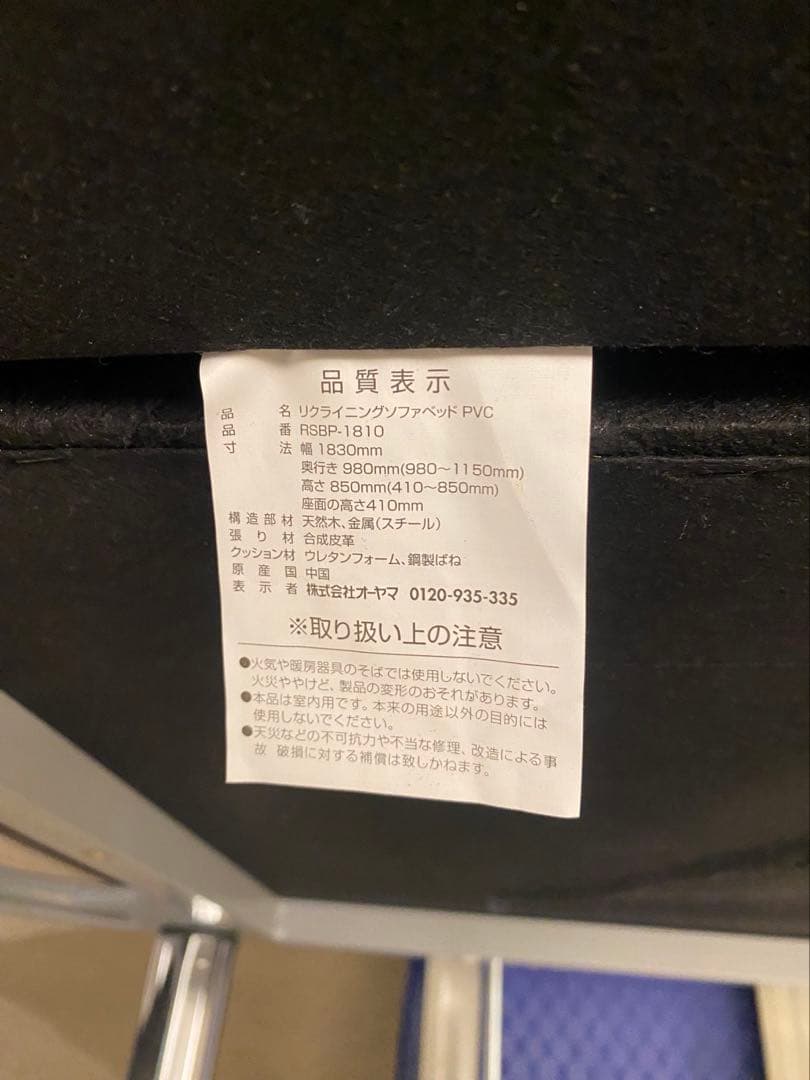 品質表示
品名 リクライニングソファベッド PVC
品番 RSBP-1810
寸法 幅 1830mm
奥行き 980mm(980～1150mm)
高さ 850mm(410～850mm)
座面の高さ410mm
構造部材 天然木、金属(スチール)
張り材 合成皮革
クッション材 ウレタンフォーム、鋼製ばね
原産国 中国
表示者 株式会社オーヤマ 0120-935-335
※取り扱い上の注意
●火気や暖房器具のそばでは使用しないでください。
火災ややけど、製品の変形のおそれがあります。
●本品は室内用です。本来の用途以外の目的には
使用しないでください。
●天災などの不可抗力や不当な修理、改造による事
故 破損に対する補償は致しかねます。